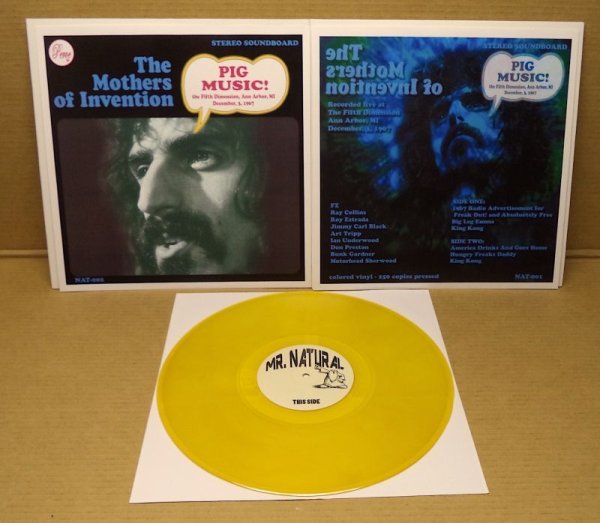 STEREO SOUNDBOARD
The
Mothers
of Invention
PIG
MUSIC!
the Fifth Dimension, Ann Arbor, MI
December, 3, 1967
STEREO SOUNDBOARD
The
Mothers
of Invention
PIG
MUSIC!
the Fifth Dimension, Ann Arbor, MI
December, 3, 1967
Recorded live at
The Fifth Dimension
Ann Arbor, MI
December, 3, 1967
FZ
Ray Collins
Roy Estrada
Jimmy Carl Black
Art Tripp
Ian Underwood
Don Preston
Bunk Gardner
Motorhead Sherwood
SIDE ONE:
1967 Radio Advertisement for
Freak Out! and Absolutely Free
Big Leg Emma
King Kong
SIDE TWO:
America Drinks And Goes Home
Hungry Freaks Daddy
King Kong
colored vinyl - 250 copies pressed
NAT-001
MR. NATURAL
THIS SIDE